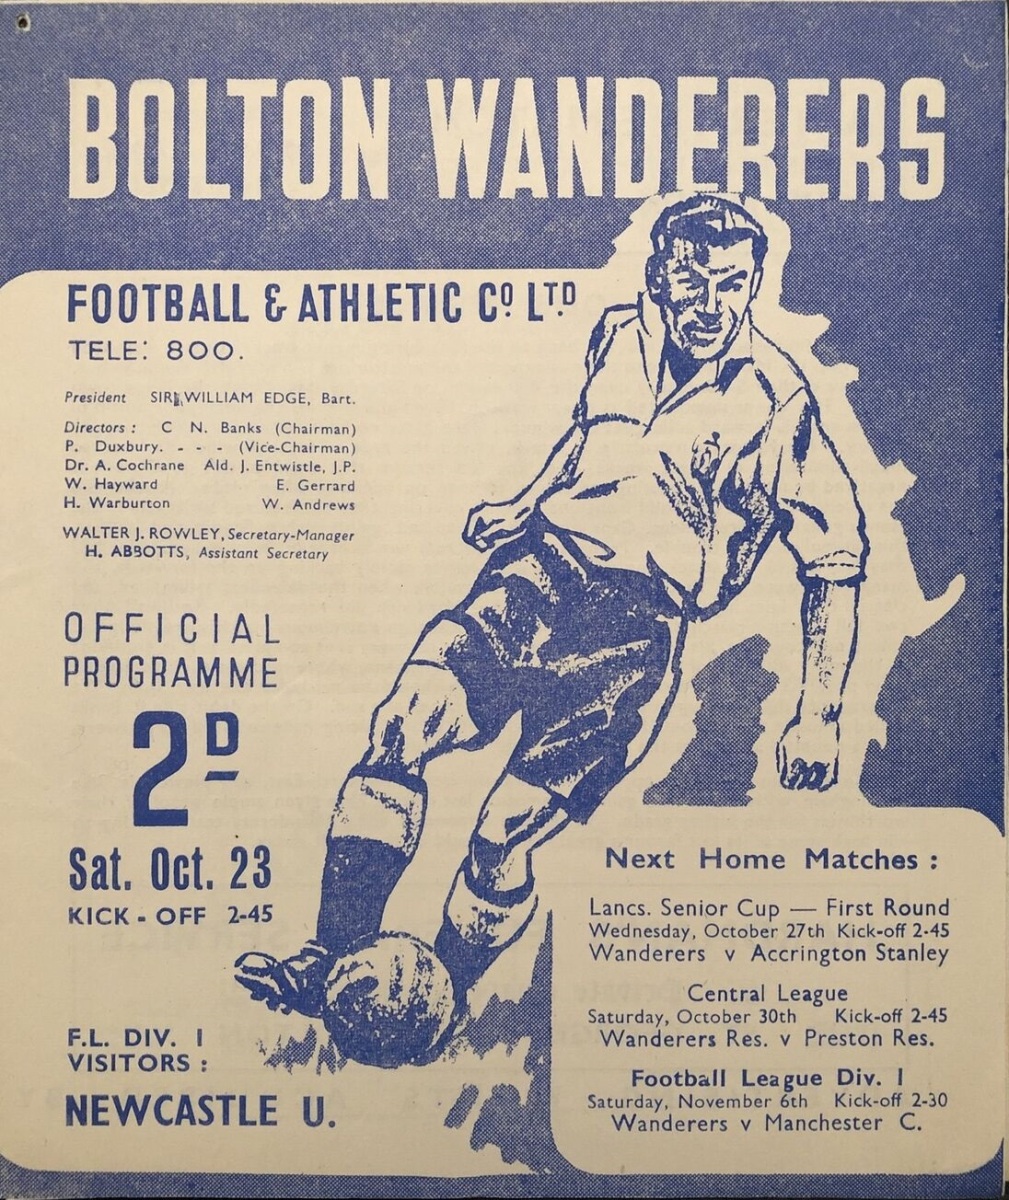 BOLTON WANDERERS
FOOTBALL & ATHLETIC Cº. LTD.
TELE: 800.
President SIR WILLIAM EDGE, Bart.
Directors : C N. Banks (Chairman)
P. Duxbury. - - - (Vice-Chairman)
Dr. A. Cochrane Ald. J. Entwistle, J.P.
W. Hayward E. Gerrard
H. Warburton W. Andrews
WALTER J. ROWLEY, Secretary-Manager
H. ABBOTTS, Assistant Secretary
OFFICIAL
PROGRAMME
2D
Sat. Oct. 23
KICK - OFF 2-45
F.L. DIV. I
VISITORS :
NEWCASTLE U.
Next Home Matches :
Lancs. Senior Cup — First Round
Wednesday, October 27th Kick-off 2-45
Wanderers v Accrington Stanley
Central League
Saturday, October 30th Kick-off 2-45
Wanderers Res. v Preston Res.
Football League Div. I
Saturday, November 6th Kick-off 2-30
Wanderers v Manchester C.